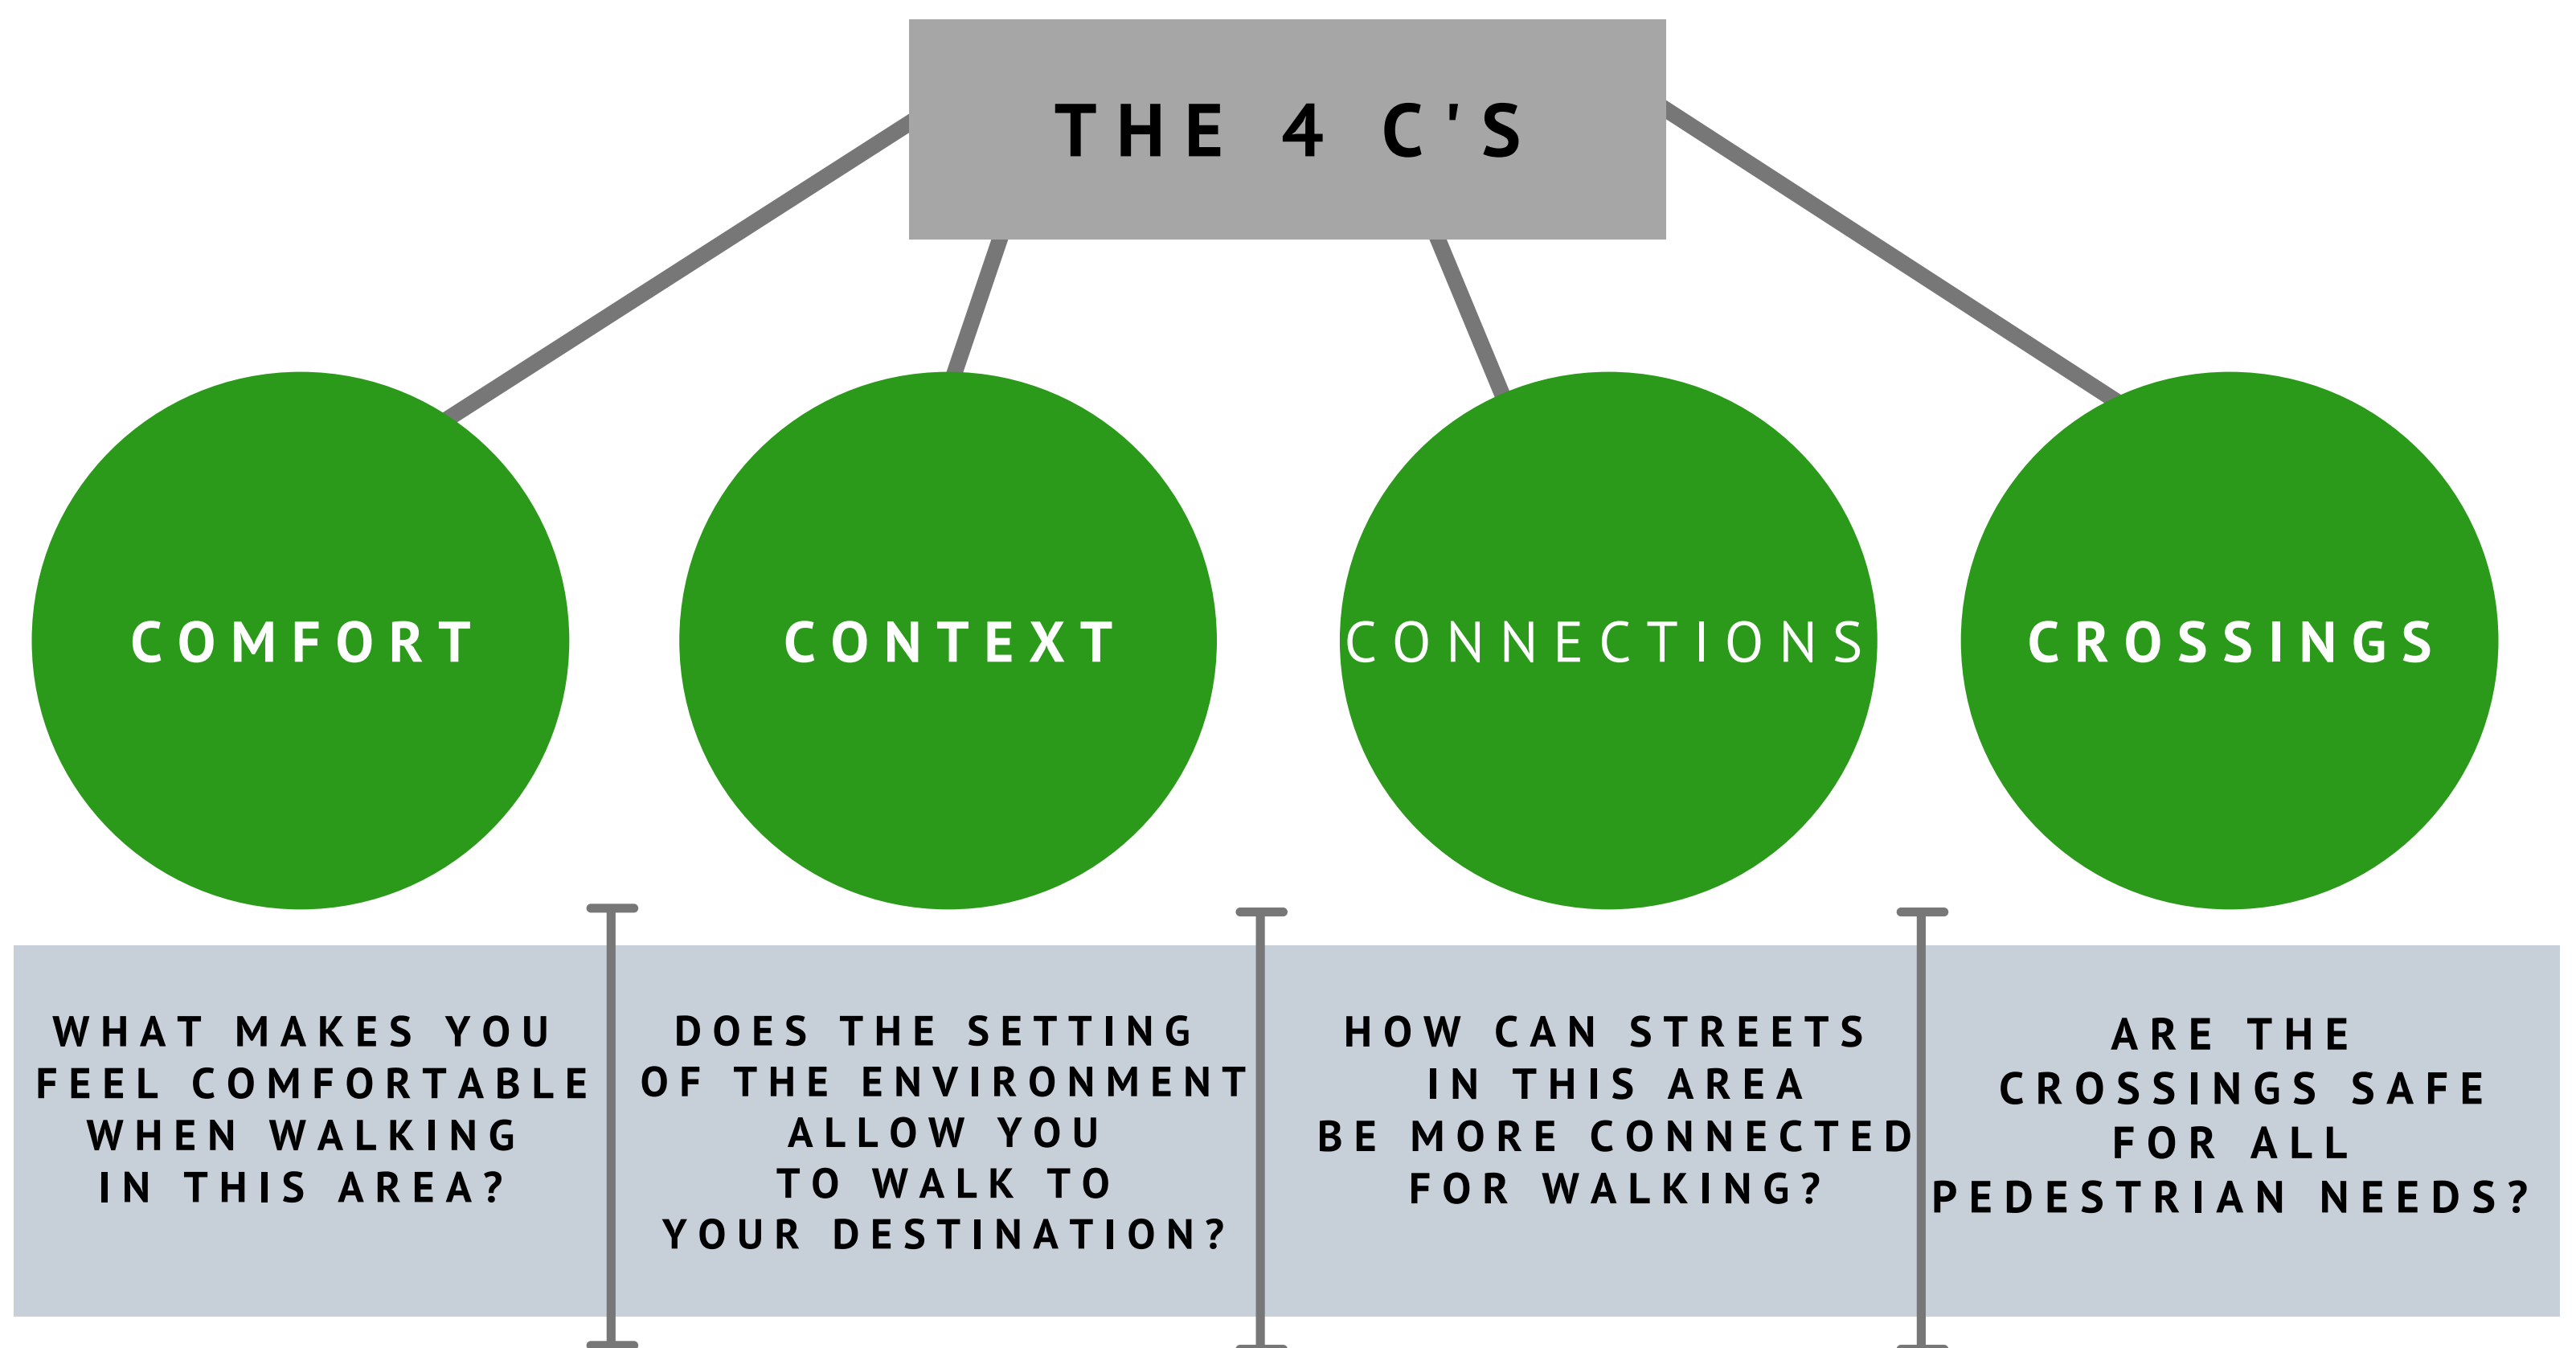 THE 4 C'S
COMFORT
CONTEXT
CONNECTIONS
CROSSINGS
WHAT MAKES YOU
FEEL COMFORTABLE
WHEN WALKING
IN THIS AREA?
DOES THE SETTING
OF THE ENVIRONMENT
ALLOW YOU
TO WALK TO
YOUR DESTINATION?
HOW CAN STREETS
IN THIS AREA
BE MORE CONNECTED
FOR WALKING?
ARE THE
CROSSINGS SAFE
FOR ALL
PEDESTRIAN NEEDS?